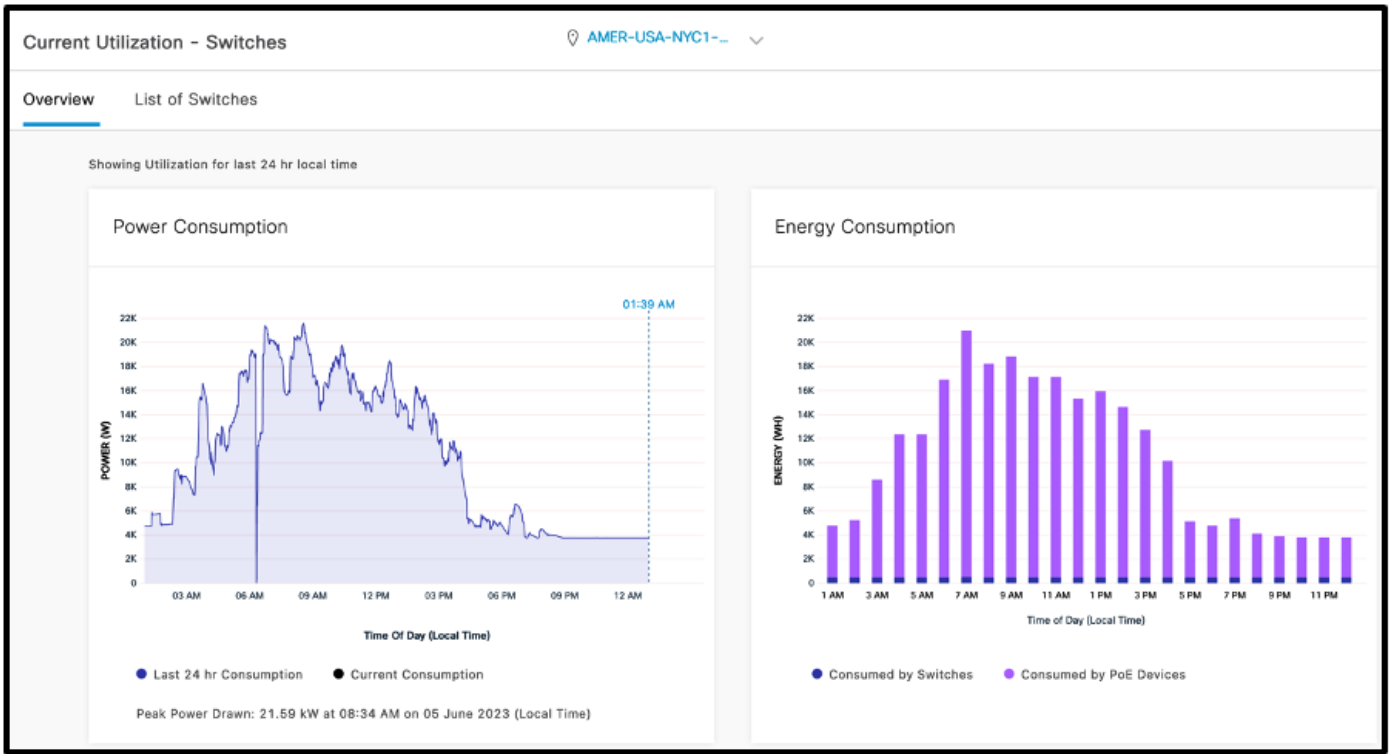 Current Utilization - Switches
AMER-USA-NYC1-...
Overview
List of Switches
Showing Utilization for last 24 hr local time
Power Consumption
01:39 AM
22K
20K
18K
16K
14K
12K
10K
8K
6K
4K
2K
0
POWER (W)
03 AM 06 AM 09 AM 12 PM 03 PM 06 PM 09 PM 12 AM
Time Of Day (Local Time)
Last 24 hr Consumption
Current Consumption
Peak Power Drawn: 21.59 kW at 08:34 AM on 05 June 2023 (Local Time)
Energy Consumption
22K
20K
18K
16K
14K
12K
10K
8K
6K
4K
2K
0
ENERGY (WH)
1 AM 3 AM 5 AM 7 AM 9 AM 11 AM 1 PM 3 PM 5 PM 7 PM 9 PM 11 PM
Time of Day (Local Time)
Consumed by Switches
Consumed by PoE Devices